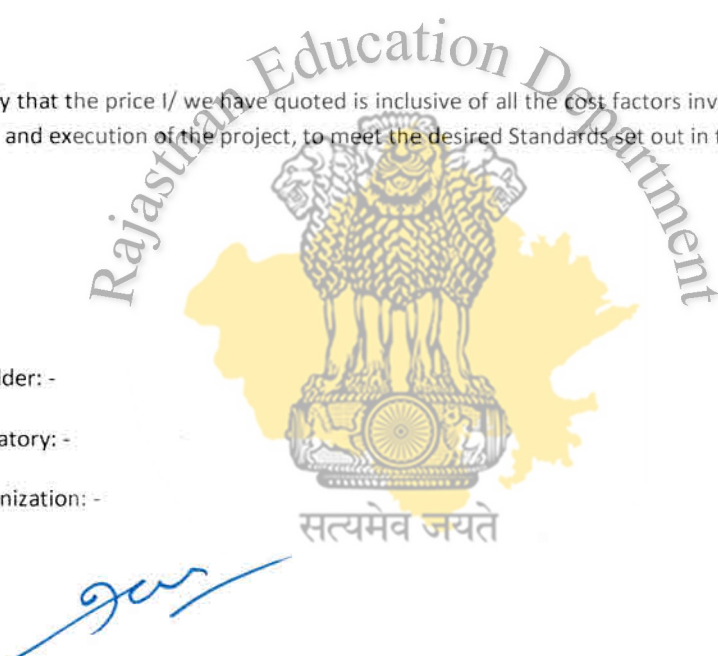 Rajasthan Education Department
y that the price I/ we have quoted is inclusive of all the cost factors inv
and execution of the project, to meet the desired Standards set out in
der: -
atory: -
nization: -
सत्यमेव जयते